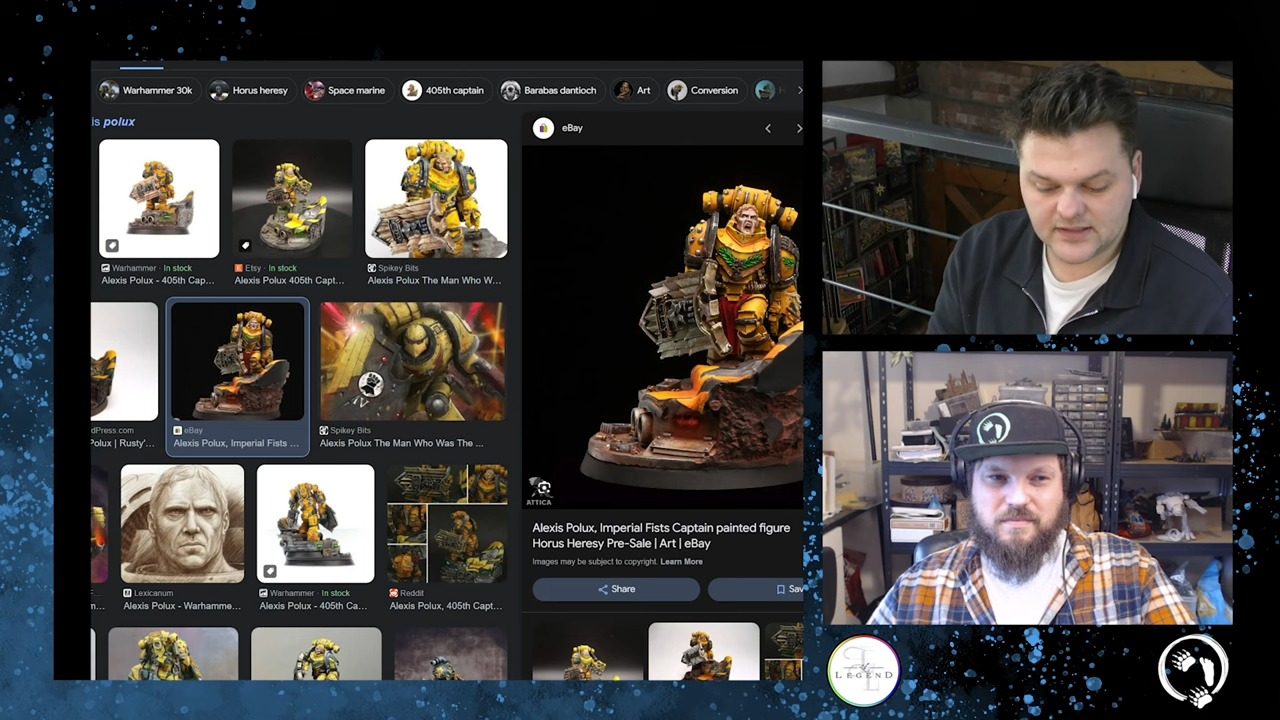 Warhammer 30k
Horus heresy
Space marine
405th captain
Barabas dantioch
Art
Conversion
is polux
eBay
Warhammer · In stock
Alexis Polux - 405th Cap...
Etsy · In stock
Alexis Polux 405th Capt...
Spikey Bits
Alexis Polux The Man Who W...
dPress.com
Polux | Rusty'...
eBay
Alexis Polux, Imperial Fists ...
Spikey Bits
Alexis Polux The Man Who Was The ...
ATTICA
Alexis Polux, Imperial Fists Captain painted figure
Horus Heresy Pre-Sale | Art | eBay
Images may be subject to copyright. Learn More
Share
Sav
Lexicanum
Alexis Polux - Warhamme...
Warhammer · In stock
Alexis Polux - 405th Ca...
Reddit
Alexis Polux, 405th Capt...
LEGEND